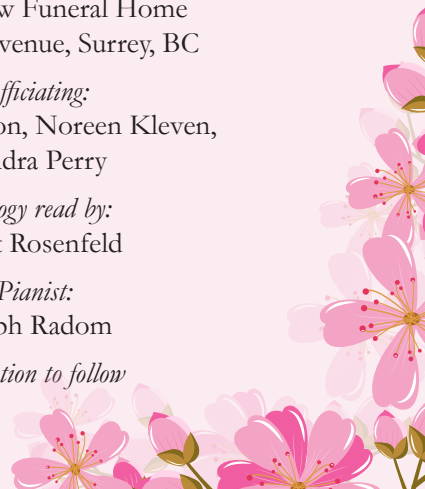 w Funeral Home
venue, Surrey, BC
fficiating:
on, Noreen Kleven,
dra Perry
ogy read by:
t Rosenfeld
Pianist:
ph Radom
tion to follow